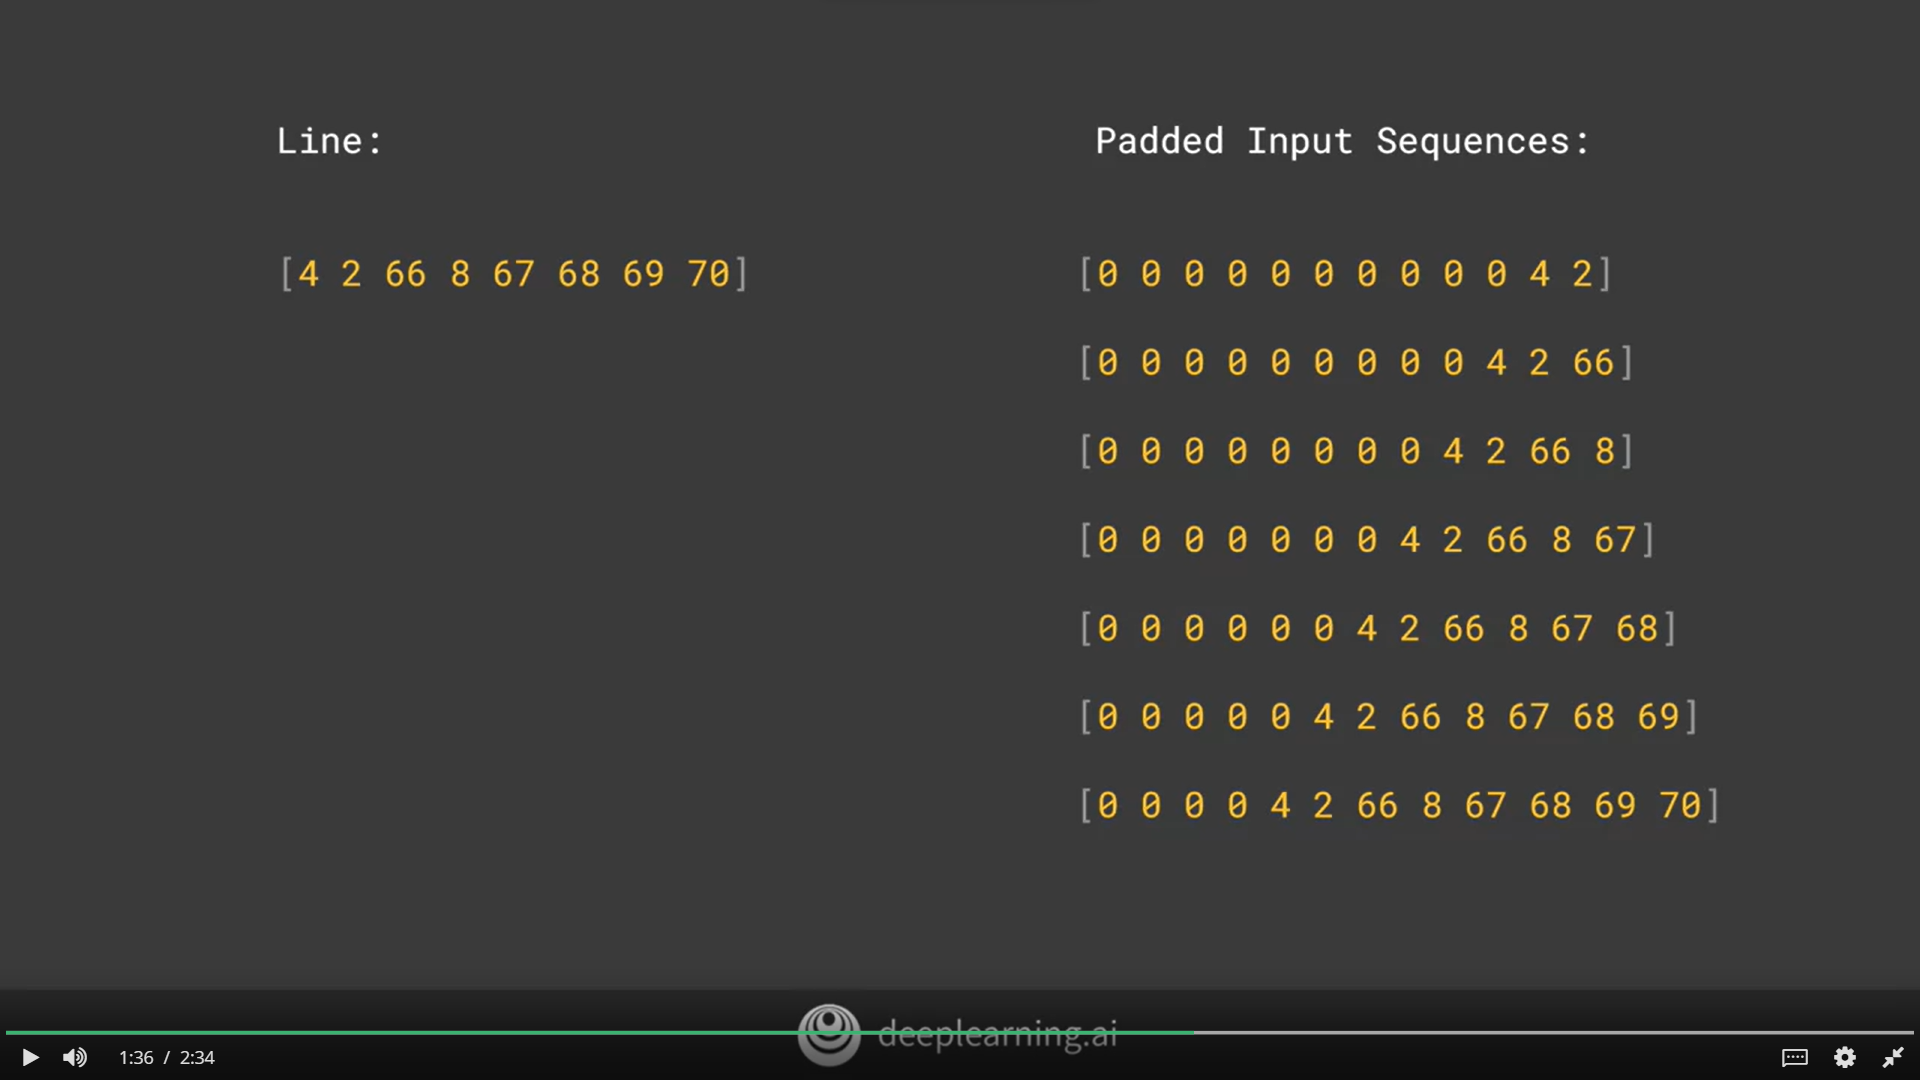 Line:
[4 2 66 8 67 68 69 70]
Padded Input Sequences:
[0 0 0 0 0 0 0 0 0 0 4 2]
[0 0 0 0 0 0 0 0 0 4 2 66]
[0 0 0 0 0 0 0 0 4 2 66 8]
[0 0 0 0 0 0 0 4 2 66 8 67]
[0 0 0 0 0 0 4 2 66 8 67 68]
[0 0 0 0 0 4 2 66 8 67 68 69]
[0 0 0 0 4 2 66 8 67 68 69 70]
deeplearning.ai
1:36 / 2:34